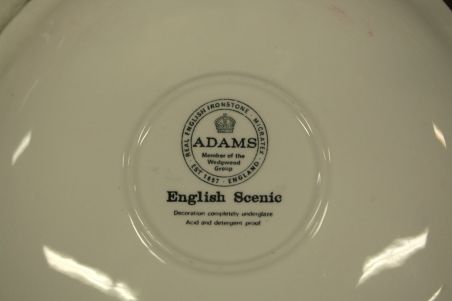 REAL ENGLISH IRONSTONE · MICRATEX
ADAMS
Member of the
Wedgwood
Group
EST 1657 · ENGLAND
English Scenic
Decoration completely underglaze
Acid and detergent proof